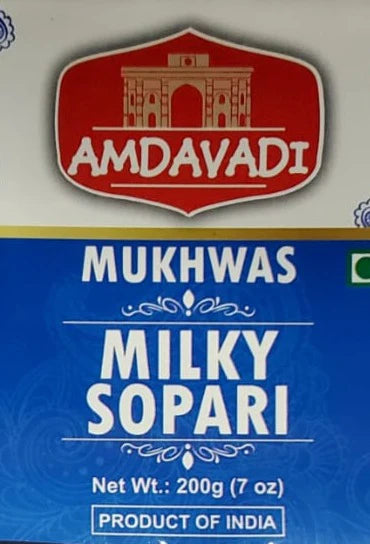 AMDAVADI
MUKHWAS
MILKY
SOPARI
Net Wt.: 200g (7 oz)
PRODUCT OF INDIA